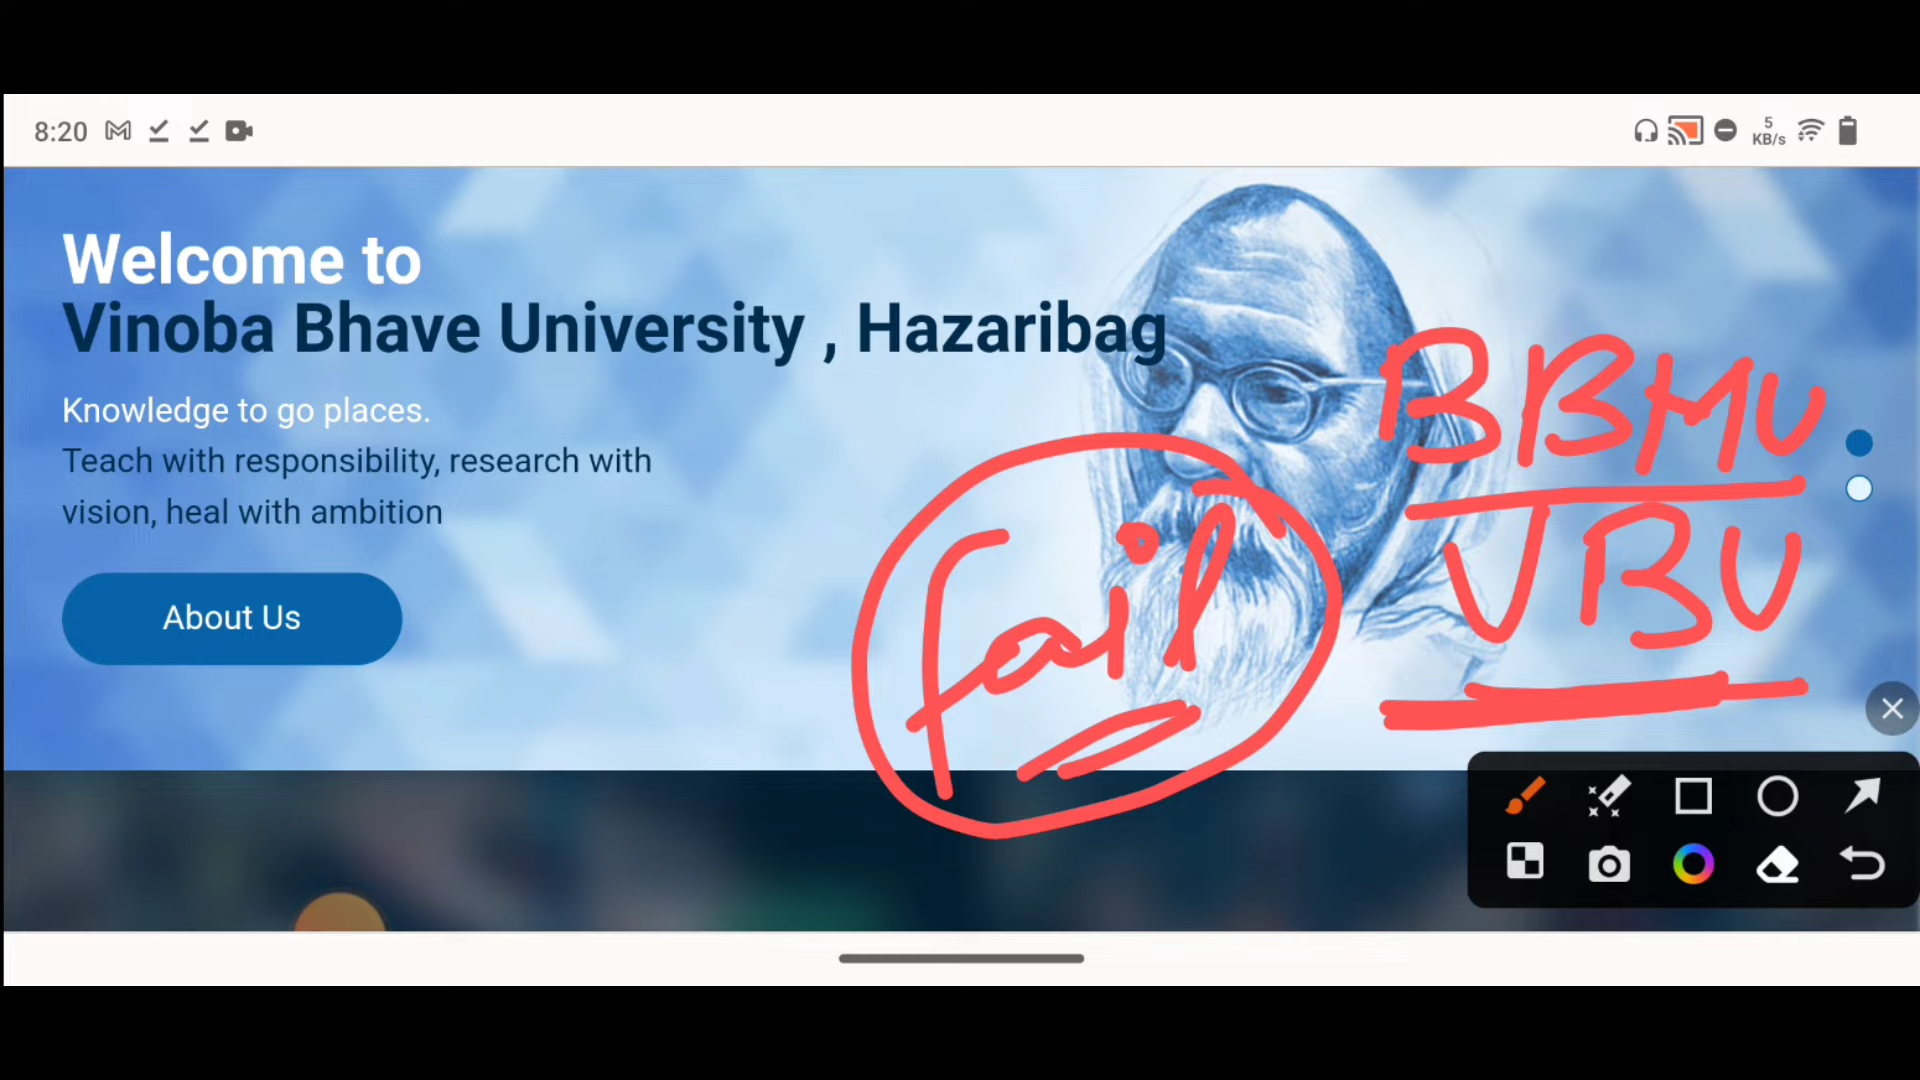 8:20
5
KB/s
Welcome to
Vinoba Bhave University , Hazaribag
Knowledge to go places.
Teach with responsibility, research with
vision, heal with ambition
About Us
BBMU
VBU
fail